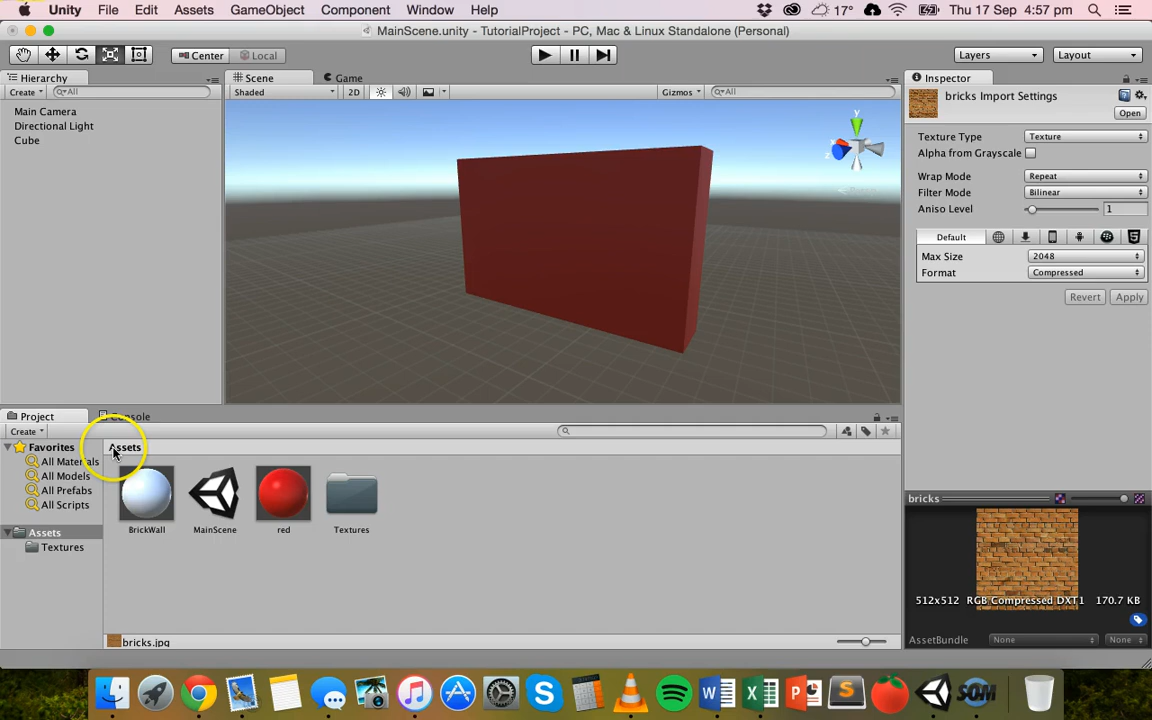 Unity File Edit Assets GameObject Component Window Help 17° Thu 17 Sep 4:57 pm
MainScene.unity - TutorialProject - PC, Mac & Linux Standalone (Personal)
Center Local Layers Layout
Hierarchy Scene Game Inspector
Create All Shaded 2D Gizmos All
bricks Import Settings
Open
Main Camera
Directional Light
Cube
y
z
Texture Type Texture
Alpha from Grayscale
Wrap Mode Repeat
Filter Mode Bilinear
Aniso Level 1
Default
Max Size 2048
Format Compressed
Revert Apply
Project Console
Create
Favorites Assets
All Materials
All Models
All Prefabs
All Scripts
Assets
Textures
BrickWall MainScene red Textures
bricks
512x512 RGB Compressed DXT1 170.7 KB
bricks.jpg
AssetBundle None None
SOM